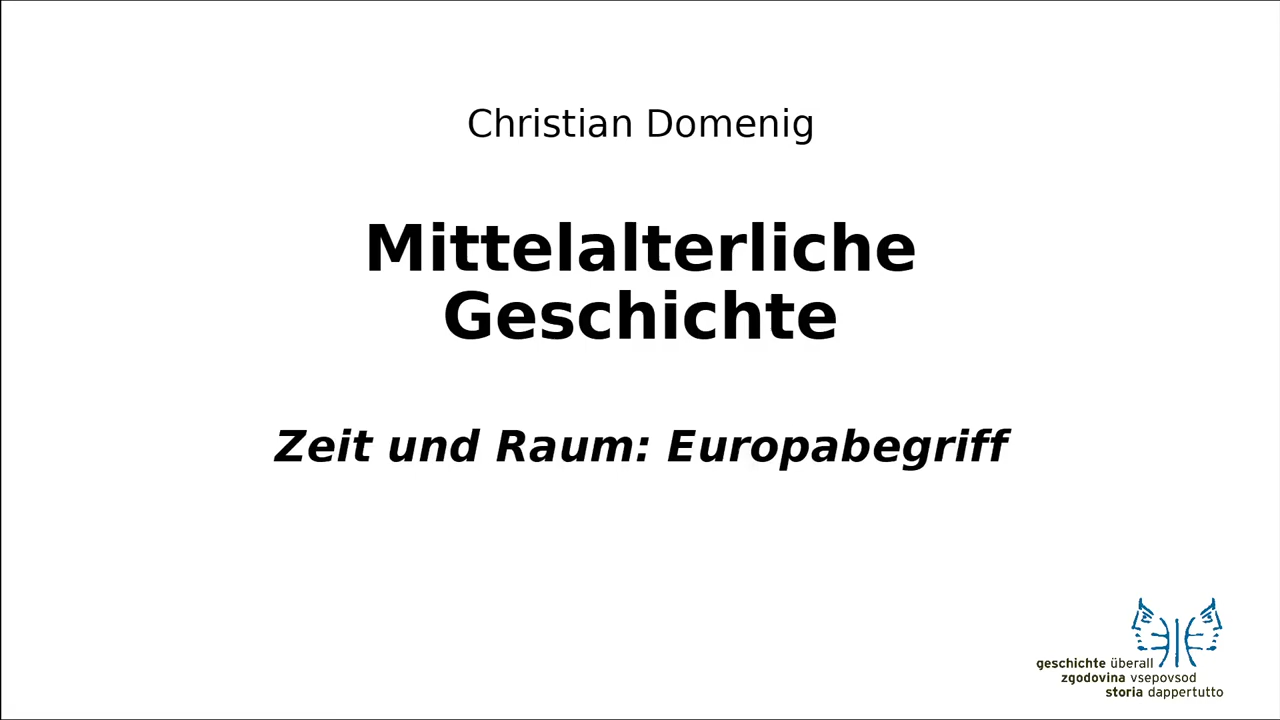 Christian Domenig
Mittelalterliche
Geschichte
Zeit und Raum: Europabegriff
geschichte überall
zgodovina vsepovsod
storia dappertutto